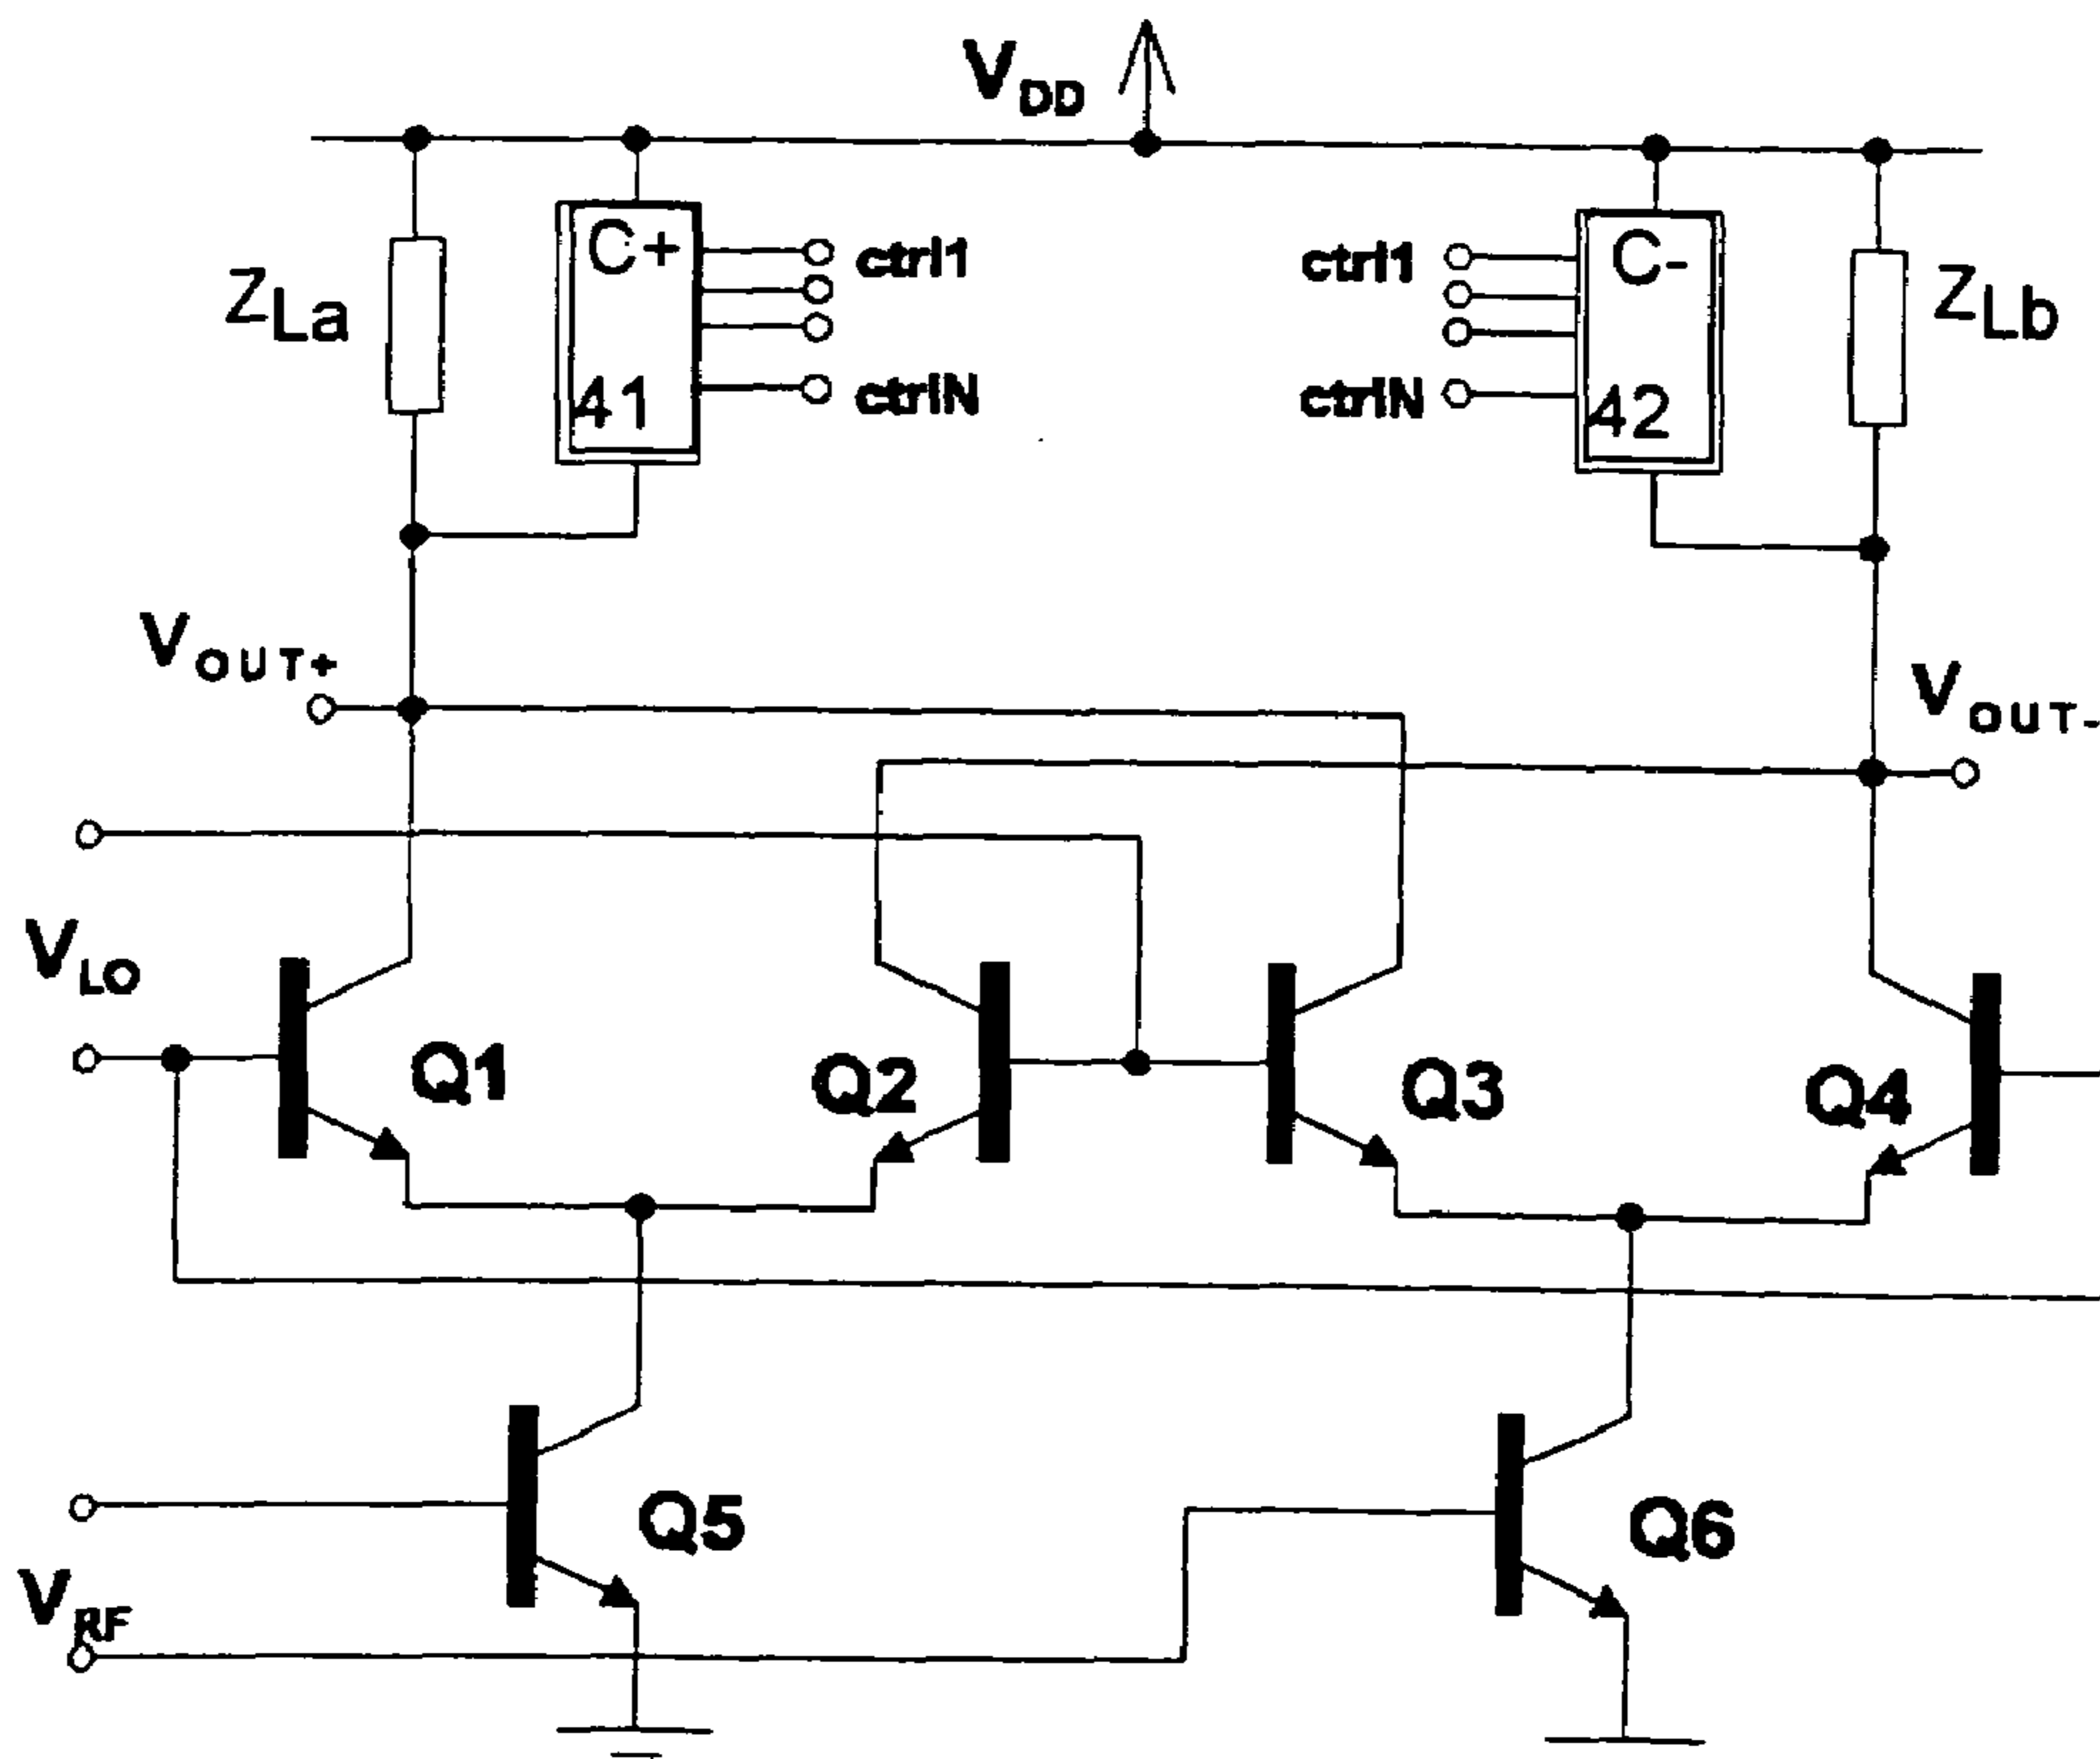 VDD
C+
ctrl1
ctrl1
C-
ZLa
ZLb
41
ctrlN
ctrlN
42
VOUT+
VOUT-
VLO
Q1
Q2
Q3
Q4
Q5
Q6
VRF